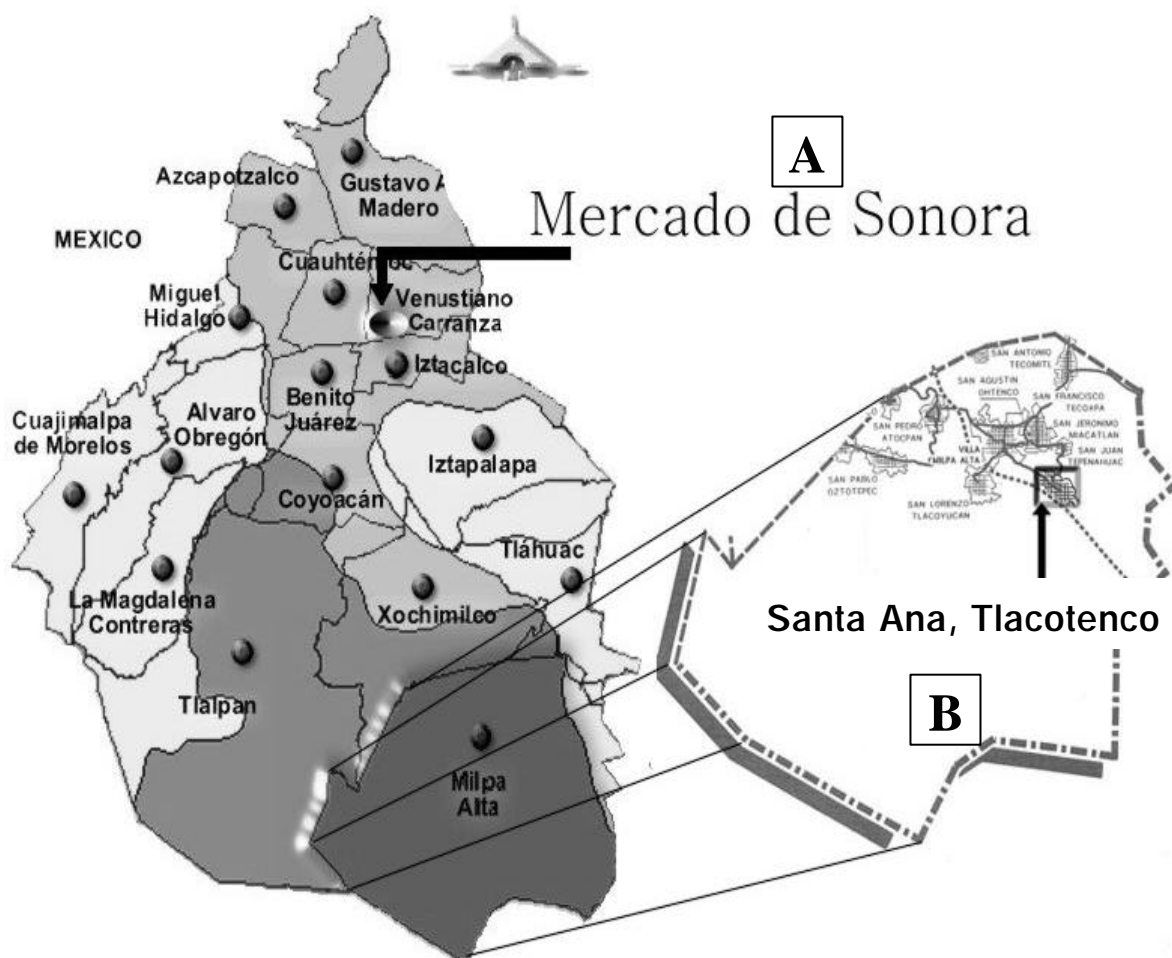 A
Mercado de Sonora
Azcapotzalco
Gustavo A
Madero
MEXICO
Cuauhtémoc
Miguel
Hidalgo
Venustiano
Carranza
Iztacalco
Benito
Juárez
Cuajimalpa
de Morelos
Alvaro
Obregón
Iztapalapa
Coyoacán
Tláhuac
La Magdalena
Contreras
Xochimilco
Tlalpan
Milpa
Alta
SAN ANTONIO
TECOMITL
SAN AGUSTIN
OHTENCO
SAN FRANCISCO
TECOXPA
SAN PEDRO
ATOCPAN
SAN JERONIMO
MIACATLAN
VILLA
MILPA ALTA
SAN JUAN
TEPENAHUAC
SAN PABLO
OZTOTEPEC
SAN LORENZO
TLACOYUCAN
Santa Ana, Tlacotenco
B